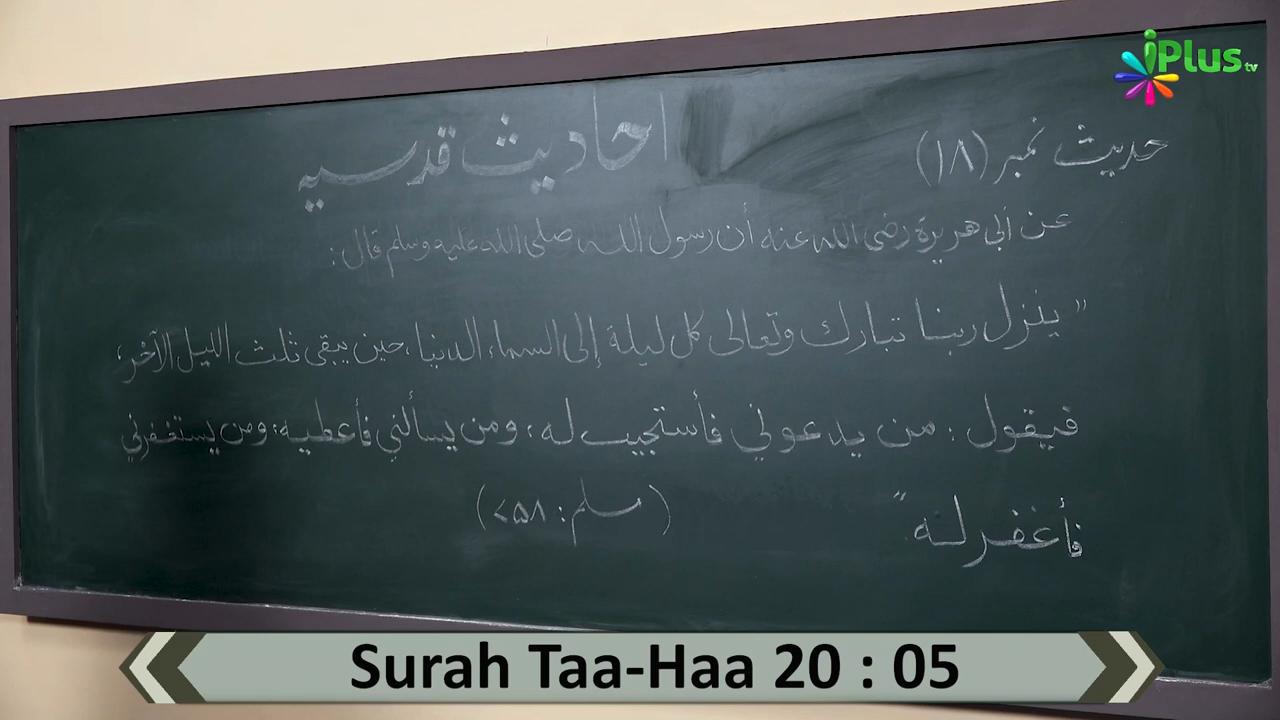 iPlus tv
حدیث نمبر (١٨)
احادیث قدسیہ
عن أبي هريرة رضي الله عنه أن رسول الله صلى الله عليه وسلم قال:
"ينزل ربنا تبارك وتعالى كل ليلة إلى السماء الدنيا، حين يبقى ثلث الليل الآخر،
فيقول: من يدعوني فأستجيب له، ومن يسألني فأعطيه، ومن يستغفرني
فأغفر له"
(مسلم: ٧٥٨)
Surah Taa-Haa 20 : 05